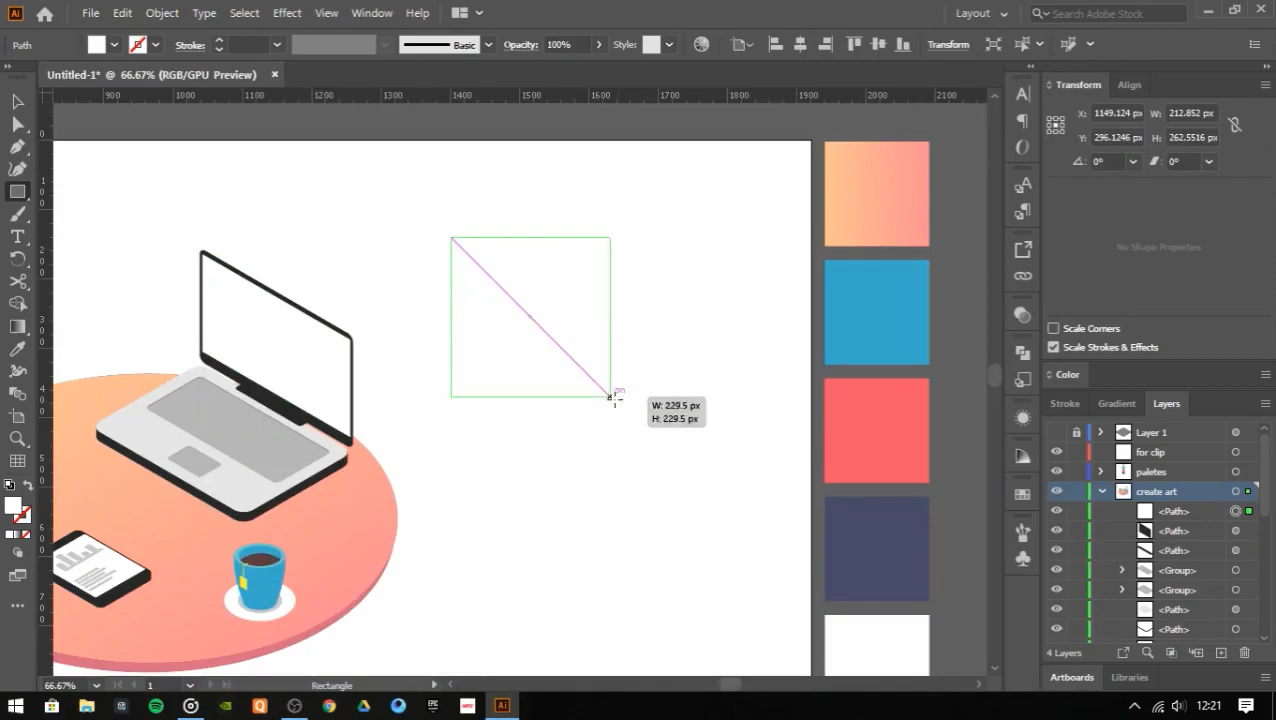 Ai File Edit Object Type Select Effect View Window Help Layout Search Adobe Stock
Path Stroke: Basic Opacity: 100% Style: Transform
Untitled-1* @ 66.67% (RGB/GPU Preview)
900 1000 1100 1200 1300 1400 1500 1600 1700 1800 1900 2000 2100
Transform Align
X: 1149.124 px W: 212.852 px
Y: 296.1246 px H: 262.5516 px
0° 0°
No Shape Properties
Scale Corners
Scale Strokes & Effects
Color
Stroke Gradient Layers
Layer 1
for clip
paletes
create art
<Path>
<Path>
<Path>
<Group>
<Group>
<Path>
<Path>
W: 229.5 px
H: 229.5 px
4 Layers
Artboards Libraries
66.67% 1 Rectangle
EPIC
Ai
12:21